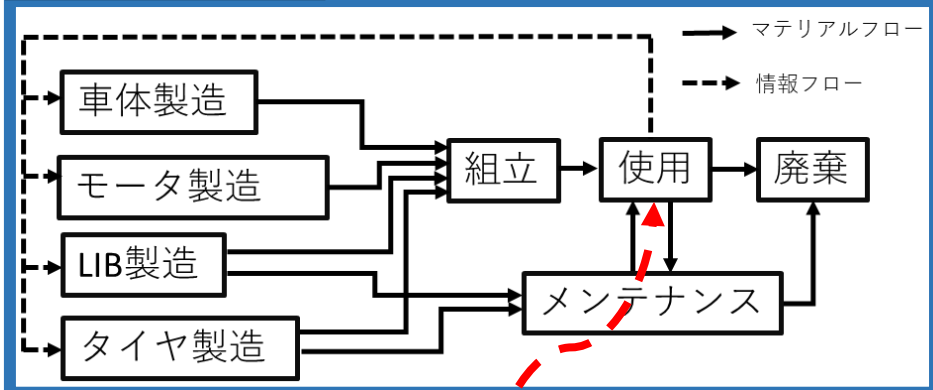 マテリアルフロー
情報フロー
車体製造
モータ製造
LIB製造
タイヤ製造
組立
使用
廃棄
メンテナンス